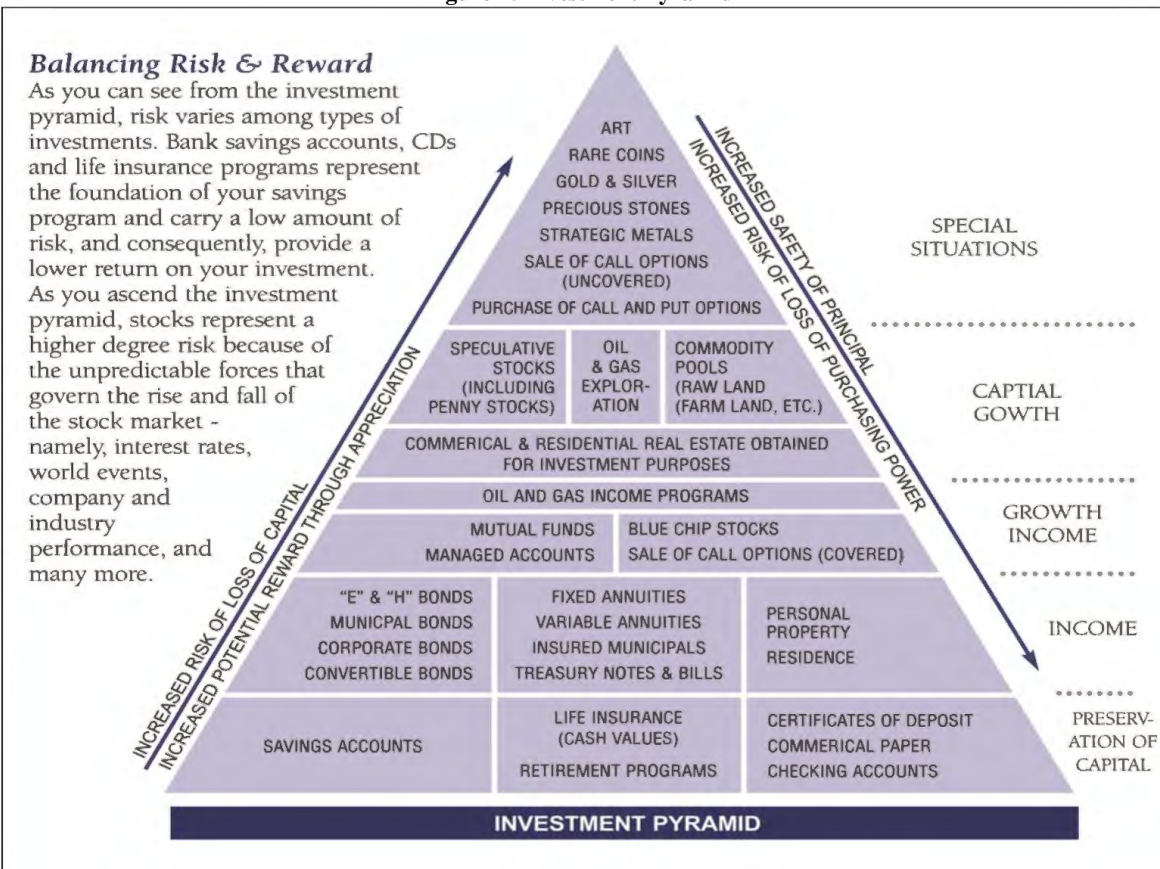 Balancing Risk & Reward
As you can see from the investment
pyramid, risk varies among types of
investments. Bank savings accounts, CDs
and life insurance programs represent
the foundation of your savings
program and carry a low amount of
risk, and consequently, provide a
lower return on your investment.
As you ascend the investment
pyramid, stocks represent a
higher degree risk because of
the unpredictable forces that
govern the rise and fall of
the stock market -
namely, interest rates,
world events,
company and
industry
performance, and
many more.
INCREASED RISK OF LOSS OF CAPITAL
INCREASED POTENTIAL REWARD THROUGH APPRECIATION
ART
RARE COINS
GOLD & SILVER
PRECIOUS STONES
STRATEGIC METALS
SALE OF CALL OPTIONS
(UNCOVERED)
PURCHASE OF CALL AND PUT OPTIONS
SPECULATIVE
STOCKS
(INCLUDING
PENNY STOCKS)
OIL
& GAS
EXPLOR-
ATION
COMMODITY
POOLS
(RAW LAND
(FARM LAND, ETC.)
COMMERICAL & RESIDENTIAL REAL ESTATE OBTAINED
FOR INVESTMENT PURPOSES
OIL AND GAS INCOME PROGRAMS
MUTUAL FUNDS
MANAGED ACCOUNTS
BLUE CHIP STOCKS
SALE OF CALL OPTIONS (COVERED)
"E" & "H" BONDS
MUNICPAL BONDS
CORPORATE BONDS
CONVERTIBLE BONDS
FIXED ANNUITIES
VARIABLE ANNUITIES
INSURED MUNICIPALS
TREASURY NOTES & BILLS
PERSONAL
PROPERTY
RESIDENCE
SAVINGS ACCOUNTS
LIFE INSURANCE
(CASH VALUES)
RETIREMENT PROGRAMS
CERTIFICATES OF DEPOSIT
COMMERICAL PAPER
CHECKING ACCOUNTS
INCREASED SAFETY OF PRINCIPAL
INCREASED RISK OF LOSS OF PURCHASING POWER
SPECIAL
SITUATIONS
CAPTIAL
GOWTH
GROWTH
INCOME
INCOME
PRESERV-
ATION OF
CAPITAL
INVESTMENT PYRAMID